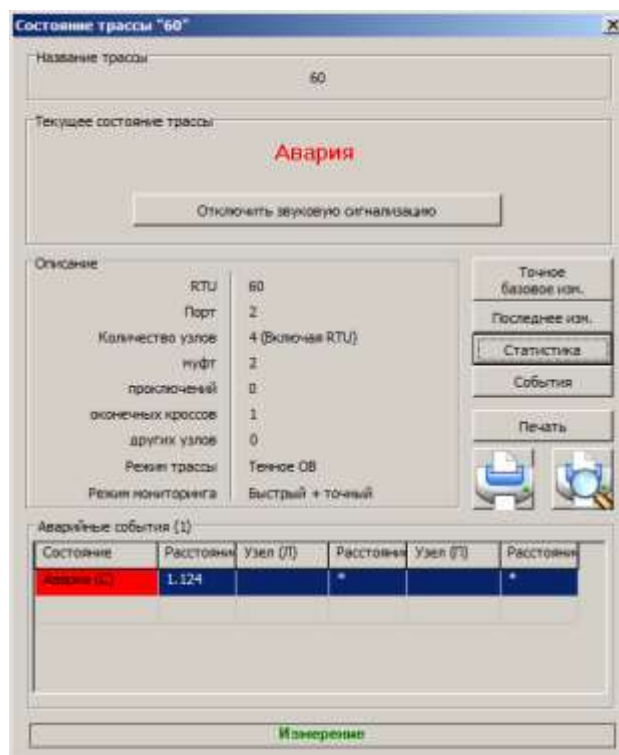 Состояние трассы "60"
Название трассы
60
Текущее состояние трассы
Авария
Отключить звуковую сигнализацию
Описание
RTU 60
Порт 2
Количество узлов 4 (Включая RTU)
муфт 2
проключений 0
оконечных кроссов 1
других узлов 0
Режим трассы Темное ОВ
Режим мониторинга Быстрый + точный
Точное
базовое изм.
Последнее изм.
Статистика
События
Печать
Аварийные события (1)
Состояние Расстояни Узел (Л) Расстояни Узел (П) Расстояни
Авария 1.124 * *
Измерение